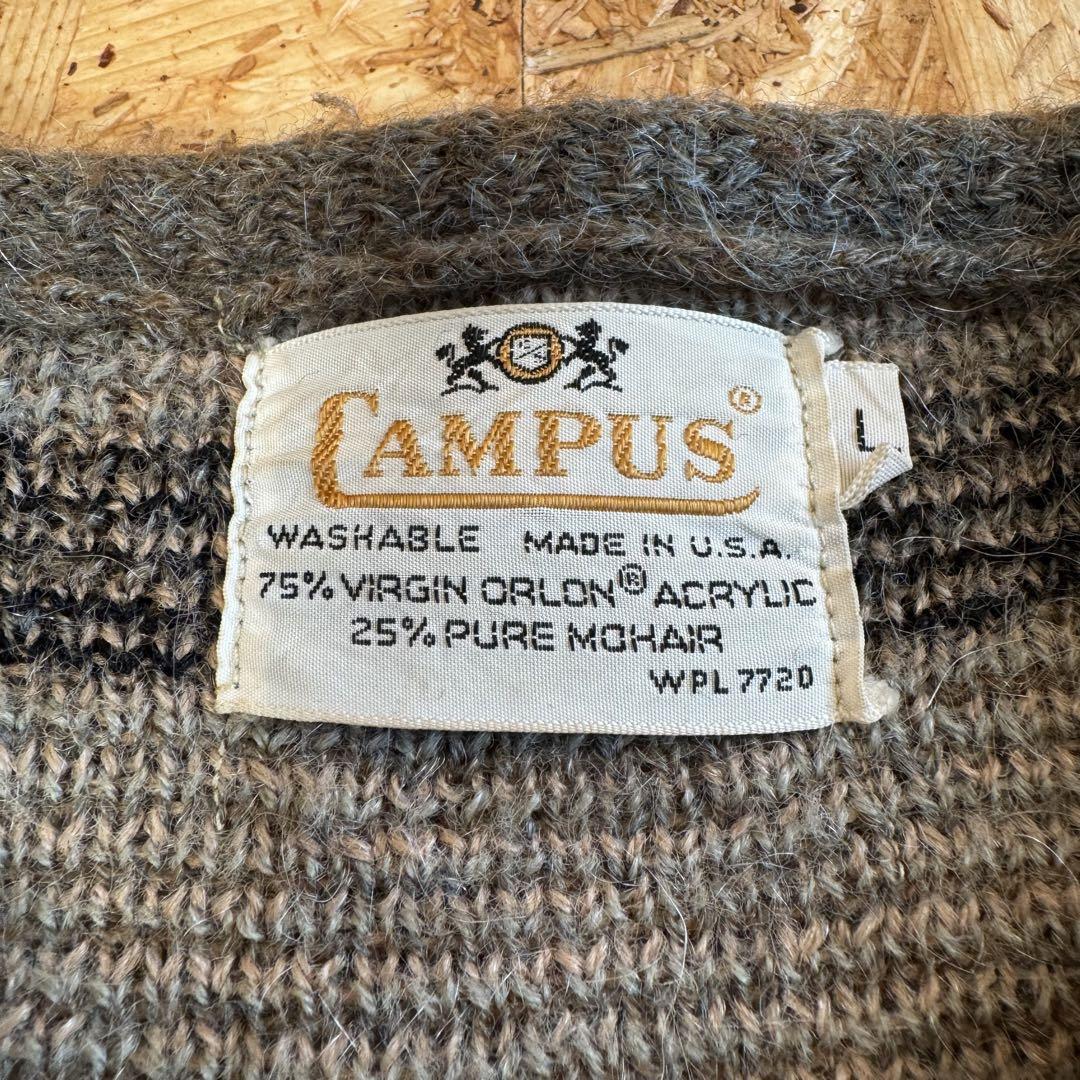 CAMPUS®
L
WASHABLE MADE IN U.S.A.
75% VIRGIN ORLON® ACRYLIC
25% PURE MOHAIR
WPL 7720